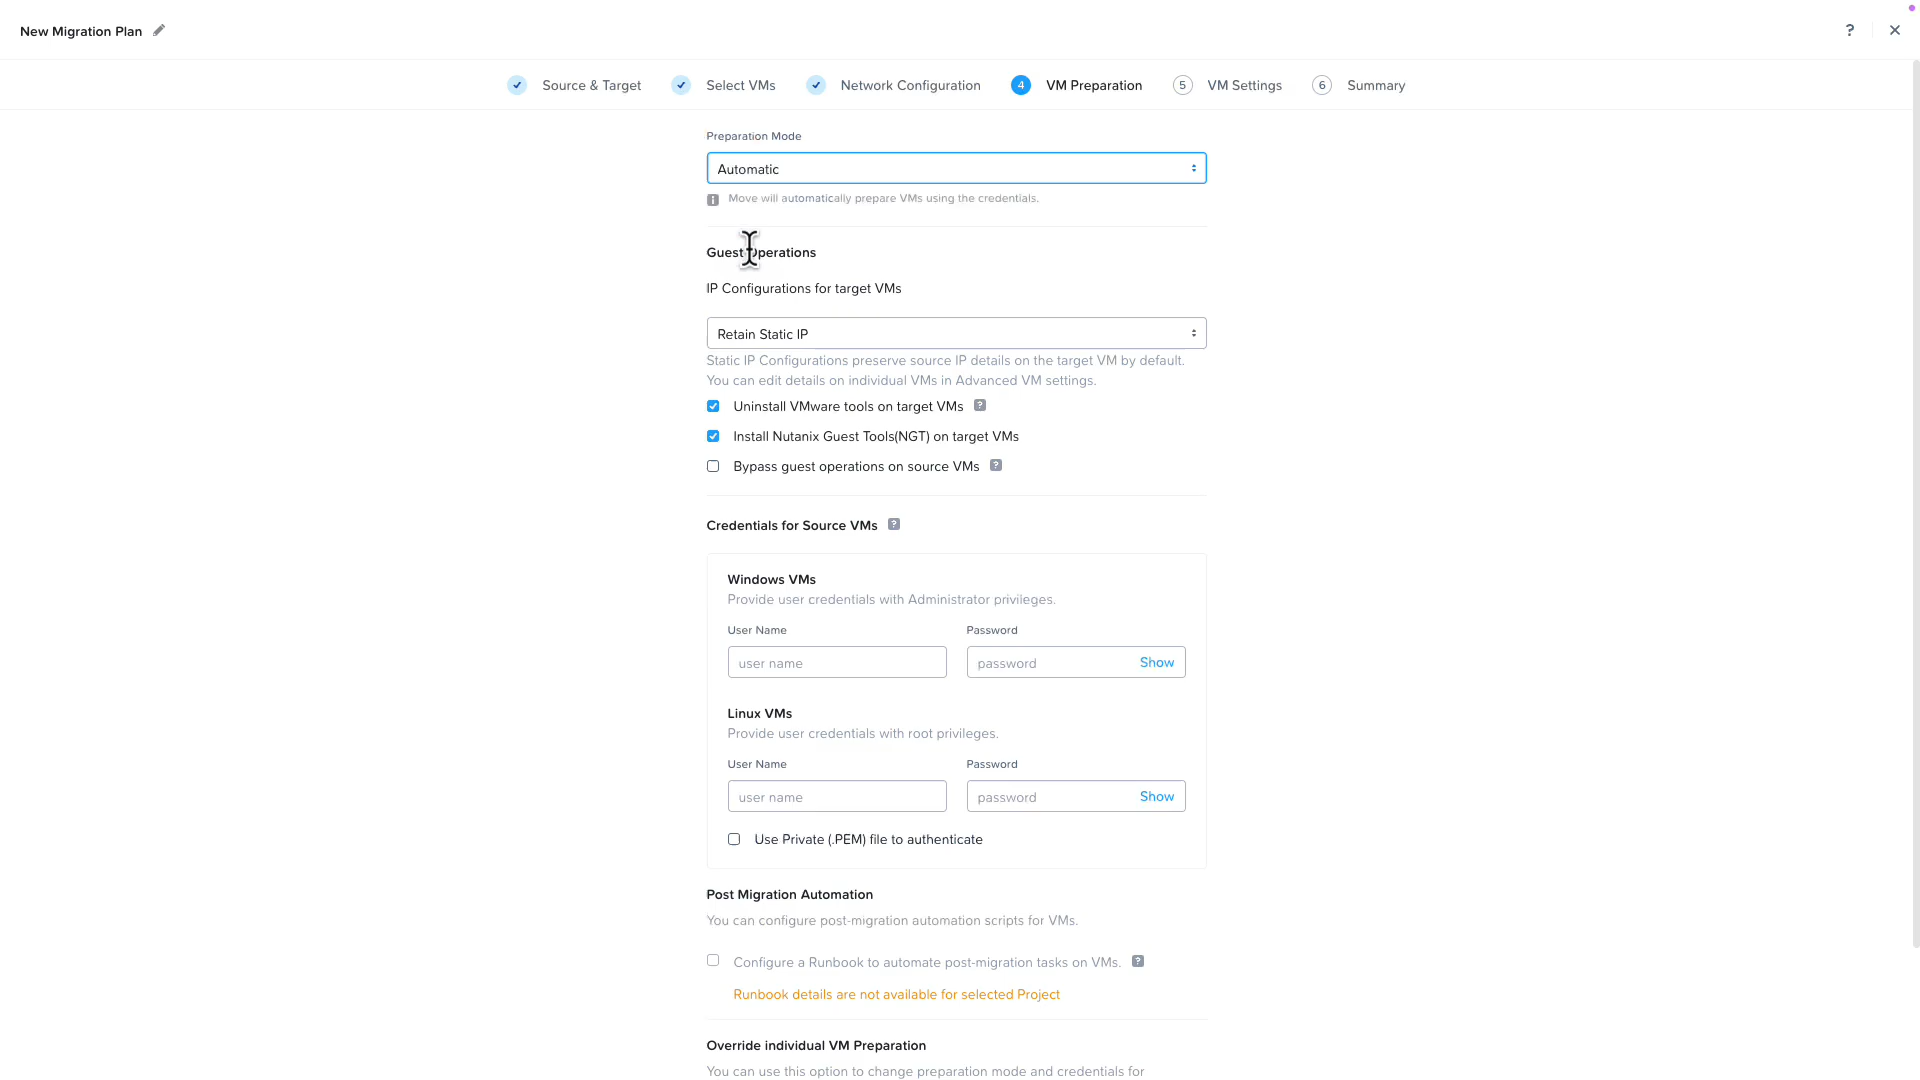 New Migration Plan
?
Source & Target
Select VMs
Network Configuration
4 VM Preparation
5 VM Settings
6 Summary
Preparation Mode
Automatic
Move will automatically prepare VMs using the credentials.
Guest Operations
IP Configurations for target VMs
Retain Static IP
Static IP Configurations preserve source IP details on the target VM by default.
You can edit details on individual VMs in Advanced VM settings.
Uninstall VMware tools on target VMs ?
Install Nutanix Guest Tools(NGT) on target VMs
Bypass guest operations on source VMs ?
Credentials for Source VMs ?
Windows VMs
Provide user credentials with Administrator privileges.
User Name
Password
user name
password Show
Linux VMs
Provide user credentials with root privileges.
User Name
Password
user name
password Show
Use Private (.PEM) file to authenticate
Post Migration Automation
You can configure post-migration automation scripts for VMs.
Configure a Runbook to automate post-migration tasks on VMs. ?
Runbook details are not available for selected Project
Override individual VM Preparation
You can use this option to change preparation mode and credentials for